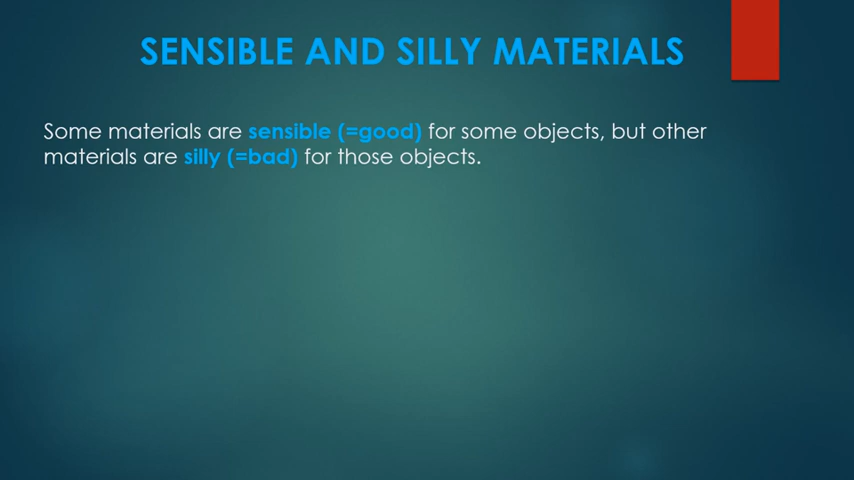 SENSIBLE AND SILLY MATERIALS
Some materials are sensible (=good) for some objects, but other
materials are silly (=bad) for those objects.